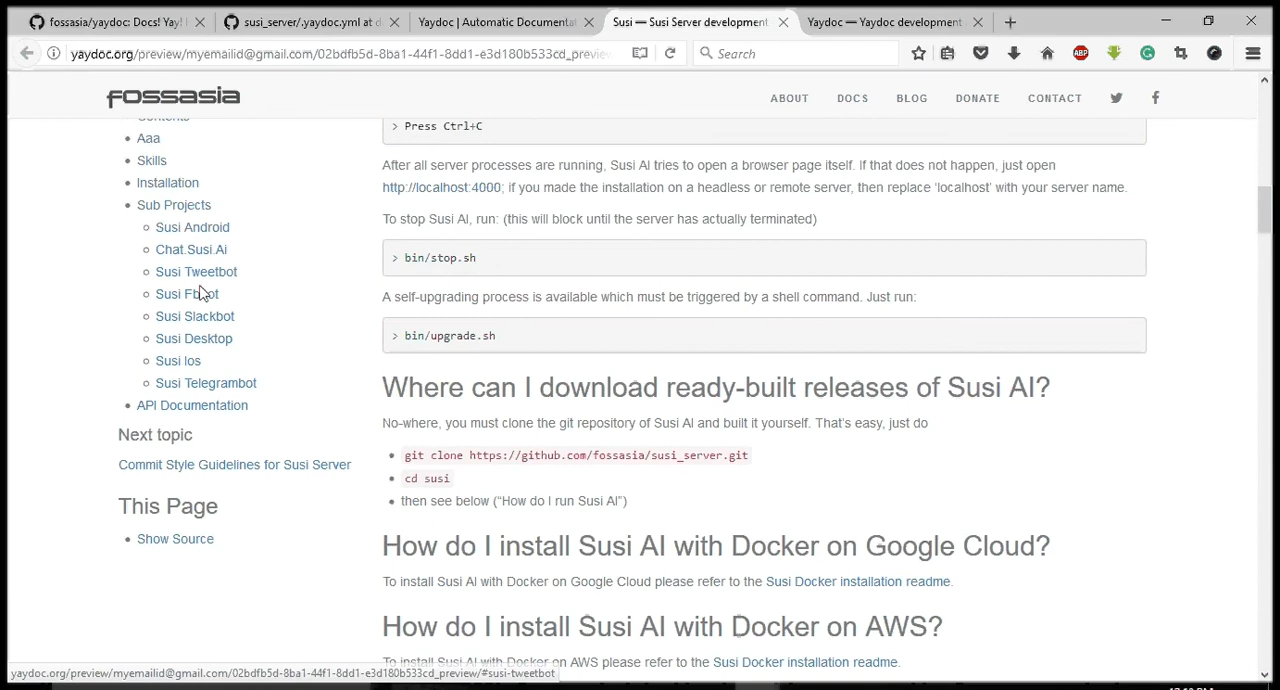 fossasia/yaydoc: Docs! Yay!
susi_server/.yaydoc.yml at d
Yaydoc | Automatic Documenta
Susi — Susi Server development
Yaydoc — Yaydoc development
yaydoc.org/preview/myemailid@gmail.com/02bdfb5d-8ba1-44f1-8dd1-e3d180b533cd_preview
Search
ABP
FOSSASIA
ABOUT
DOCS
BLOG
DONATE
CONTACT
Contents
Aaa
Skills
Installation
Sub Projects
Susi Android
Chat.Susi.Ai
Susi Tweetbot
Susi Fbbot
Susi Slackbot
Susi Desktop
Susi Ios
Susi Telegrambot
API Documentation
Next topic
Commit Style Guidelines for Susi Server
This Page
Show Source
> Press Ctrl+C
After all server processes are running, Susi AI tries to open a browser page itself. If that does not happen, just open
http://localhost:4000; if you made the installation on a headless or remote server, then replace ‘localhost’ with your server name.
To stop Susi AI, run: (this will block until the server has actually terminated)
> bin/stop.sh
A self-upgrading process is available which must be triggered by a shell command. Just run:
> bin/upgrade.sh
Where can I download ready-built releases of Susi AI?
No-where, you must clone the git repository of Susi AI and built it yourself. That’s easy, just do
git clone https://github.com/fossasia/susi_server.git
cd susi
then see below (“How do I run Susi AI”)
How do I install Susi AI with Docker on Google Cloud?
To install Susi AI with Docker on Google Cloud please refer to the Susi Docker installation readme.
How do I install Susi AI with Docker on AWS?
To install Susi AI with Docker on AWS please refer to the Susi Docker installation readme.
yaydoc.org/preview/myemailid@gmail.com/02bdfb5d-8ba1-44f1-8dd1-e3d180b533cd_preview/#susi-tweetbot